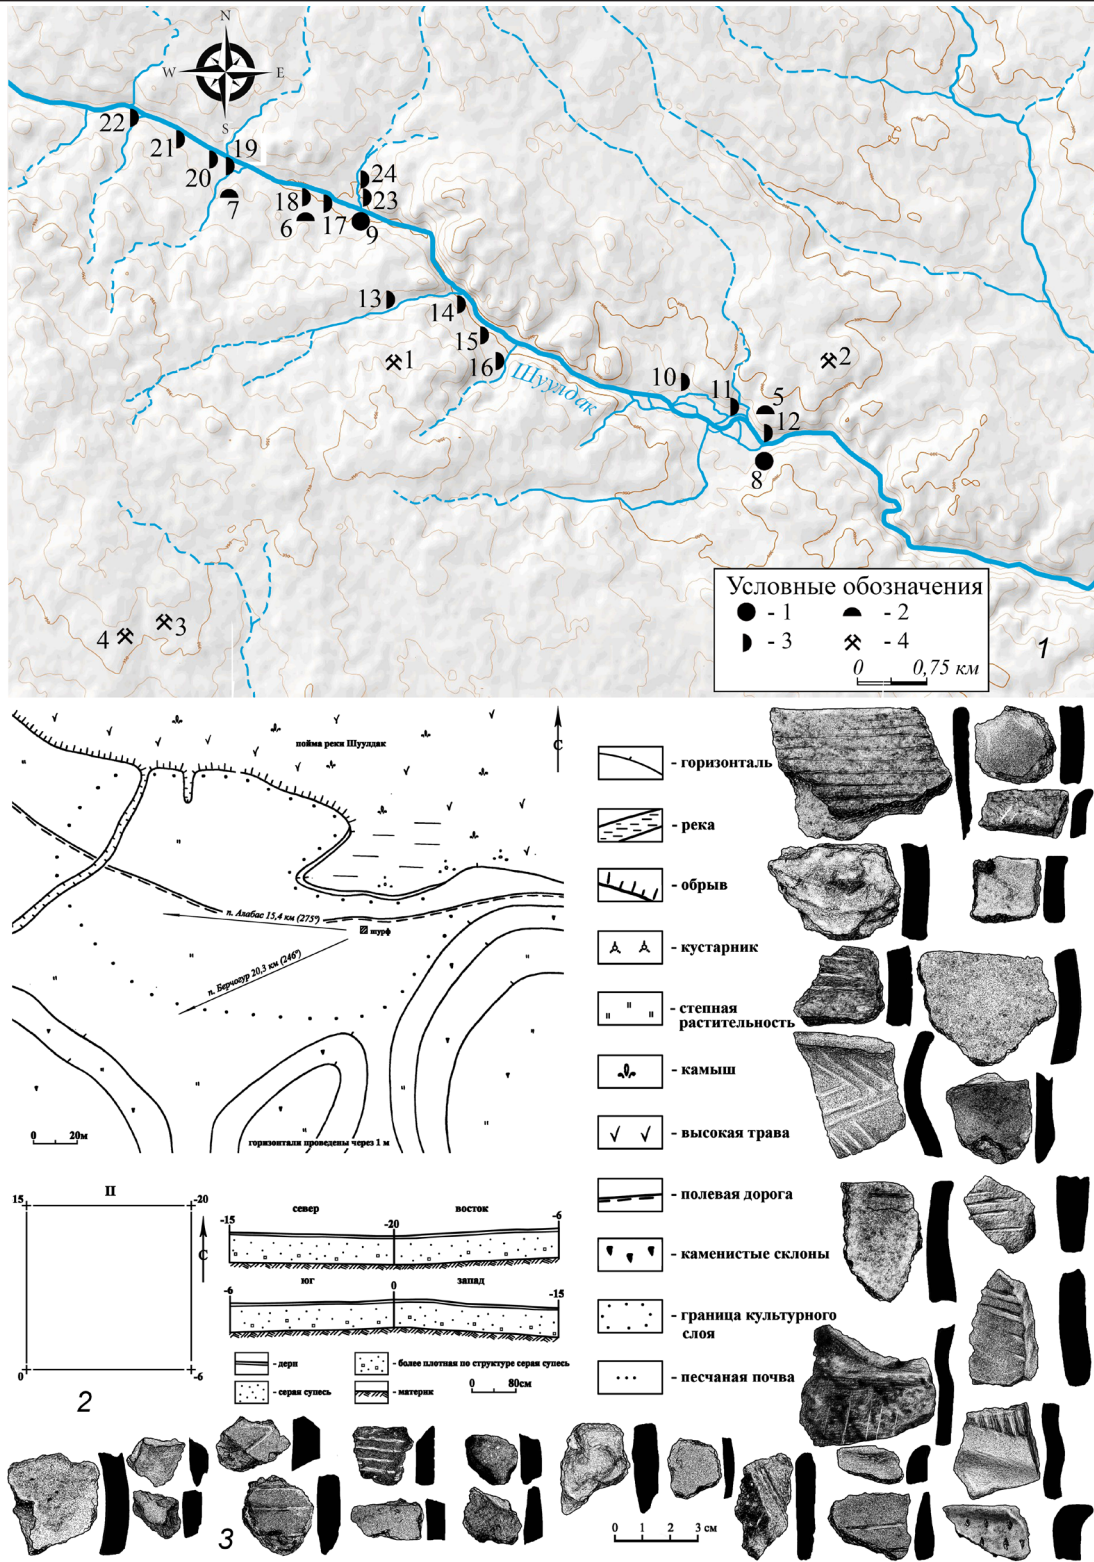 N
W
E
S
22
21
20
19
7
18
6
17
9
24
23
13
14
15
16
1
Шуулдак
10
11
5
12
2
8
3
4
Условные обозначения
- 1
- 2
- 3
- 4
0
0,75 км
1
пойма реки Шуулдак
С
п. Алабас 15,4 км (275°)
шурф
п. Берчогур 20,3 км (246°)
0 20м
горизонтали проведены через 1 м
- горизонталь
- река
- обрыв
- кустарник
- степная
растительность
- камыш
- высокая трава
- полевая дорога
- каменистые склоны
- граница культурного
слоя
- песчаная почва
15
II
-20
С
0
-6
2
север
восток
-15
-20
-6
юг
запад
-6
0
-15
- дерн
- более плотная по структуре серая супесь
- серая супесь
- материк
0 80см
3
0 1 2 3 см